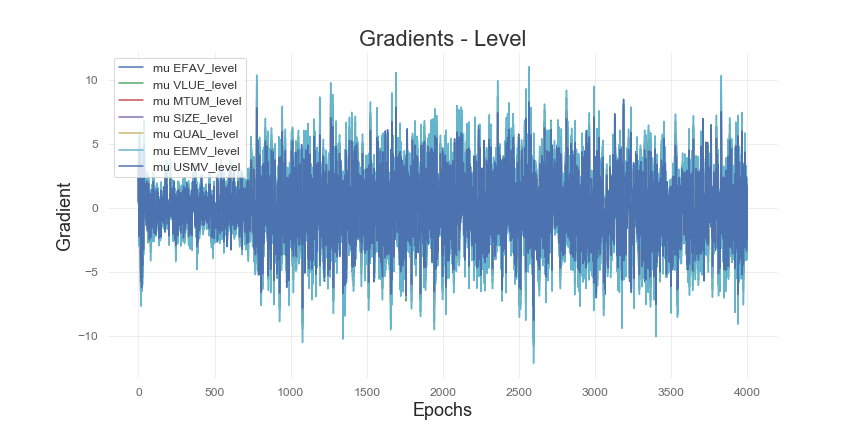 Gradients - Level
mu EFAV_level
mu VLUE_level
mu MTUM_level
mu SIZE_level
mu QUAL_level
mu EEMV_level
mu USMV_level
10
5
0
−5
−10
Gradient
0
500
1000
1500
2000
2500
3000
3500
4000
Epochs